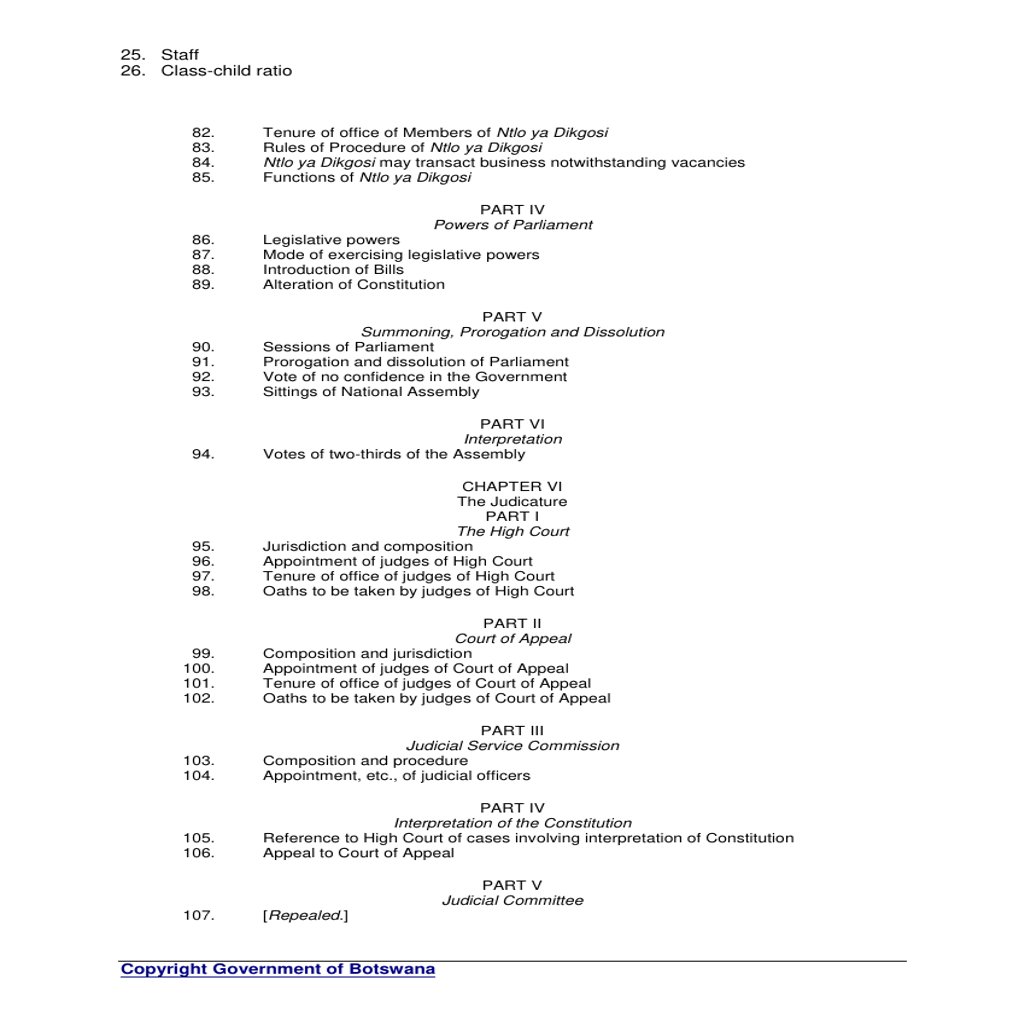 25. Staff
26. Class-child ratio
82. Tenure of office of Members of Ntlo ya Dikgosi
83. Rules of Procedure of Ntlo ya Dikgosi
84. Ntlo ya Dikgosi may transact business notwithstanding vacancies
85. Functions of Ntlo ya Dikgosi
PART IV
Powers of Parliament
86. Legislative powers
87. Mode of exercising legislative powers
88. Introduction of Bills
89. Alteration of Constitution
PART V
Summoning, Prorogation and Dissolution
90. Sessions of Parliament
91. Prorogation and dissolution of Parliament
92. Vote of no confidence in the Government
93. Sittings of National Assembly
PART VI
Interpretation
94. Votes of two-thirds of the Assembly
CHAPTER VI
The Judicature
PART I
The High Court
95. Jurisdiction and composition
96. Appointment of judges of High Court
97. Tenure of office of judges of High Court
98. Oaths to be taken by judges of High Court
PART II
Court of Appeal
99. Composition and jurisdiction
100. Appointment of judges of Court of Appeal
101. Tenure of office of judges of Court of Appeal
102. Oaths to be taken by judges of Court of Appeal
PART III
Judicial Service Commission
103. Composition and procedure
104. Appointment, etc., of judicial officers
PART IV
Interpretation of the Constitution
105. Reference to High Court of cases involving interpretation of Constitution
106. Appeal to Court of Appeal
PART V
Judicial Committee
107. [Repealed.]
Copyright Government of Botswana